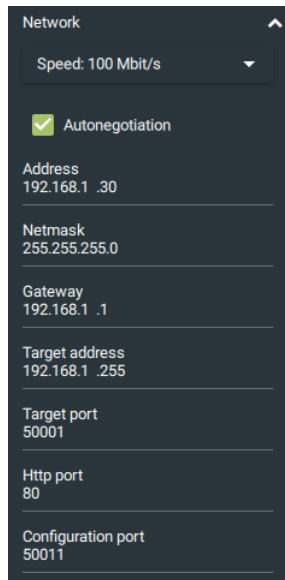 Network
Speed: 100 Mbit/s
Autonegotiation
Address
192.168.1 .30
Netmask
255.255.255.0
Gateway
192.168.1 .1
Target address
192.168.1 .255
Target port
50001
Http port
80
Configuration port
50011